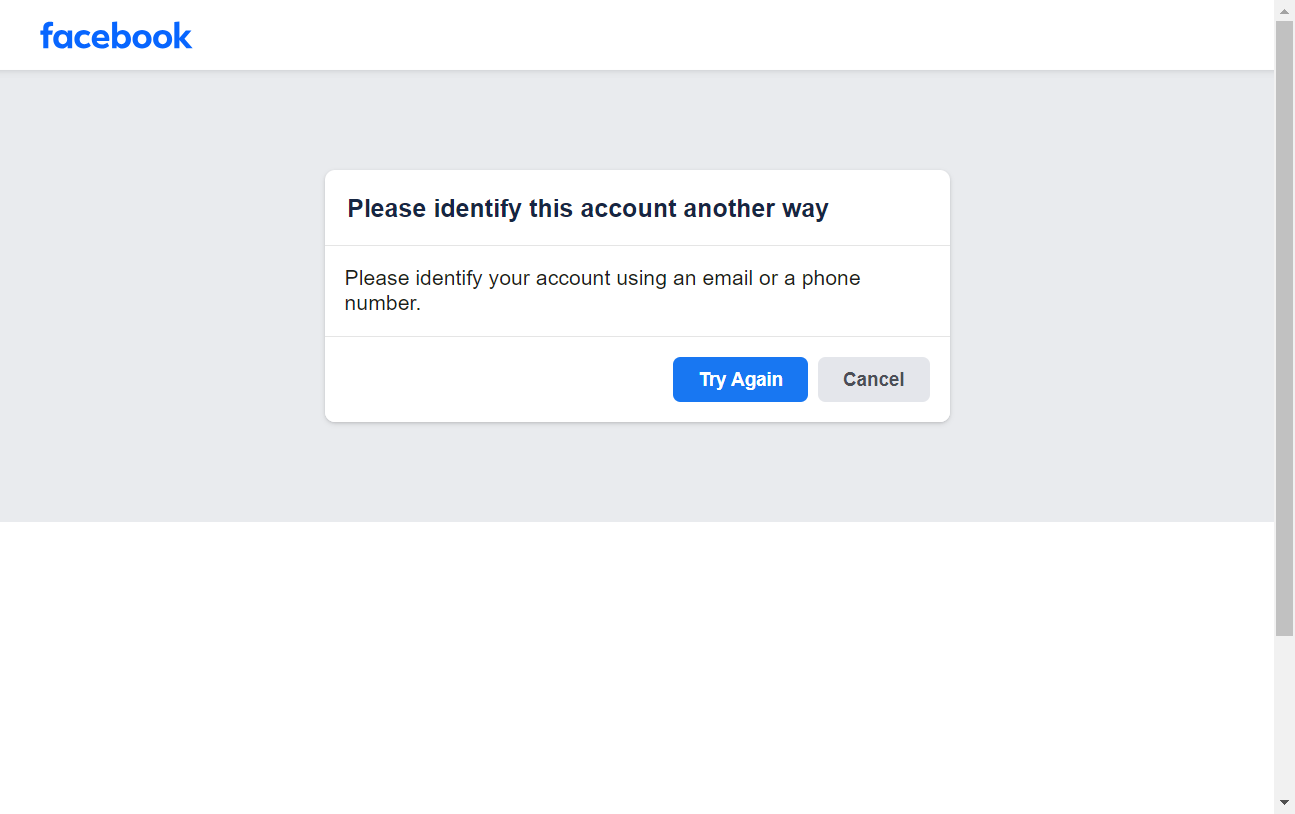 facebook
Please identify this account another way
Please identify your account using an email or a phone
number.
Try Again
Cancel